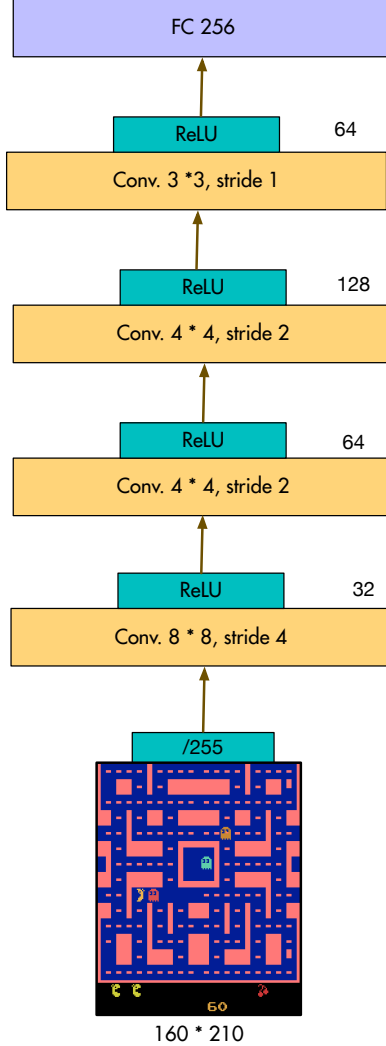 FC 256
ReLU
64
Conv. 3 *3, stride 1
ReLU
128
Conv. 4 * 4, stride 2
ReLU
64
Conv. 4 * 4, stride 2
ReLU
32
Conv. 8 * 8, stride 4
/255
60
160 * 210